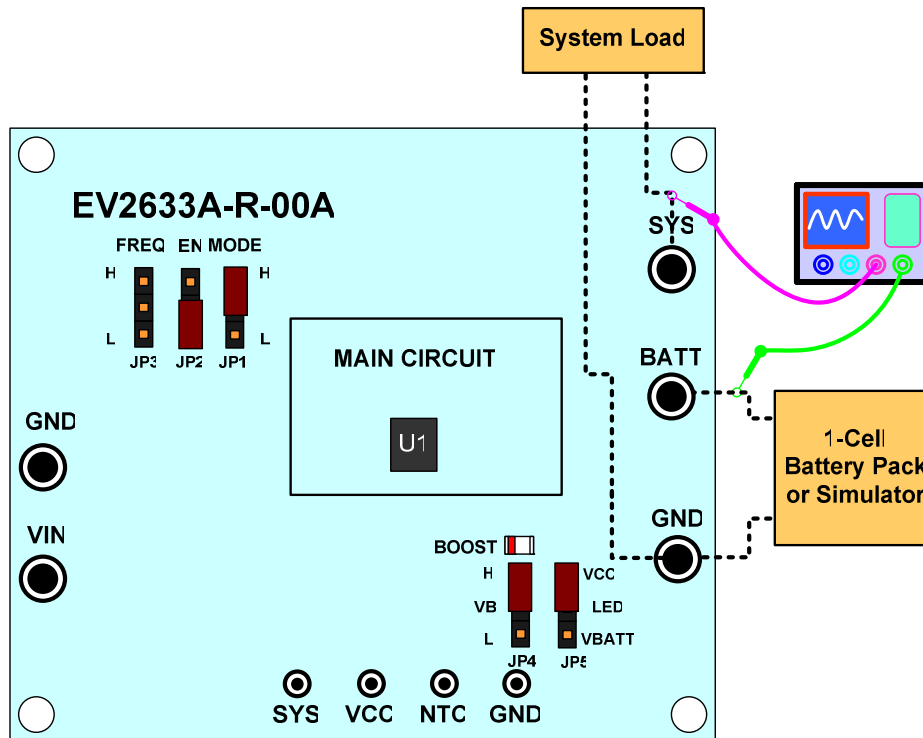 System Load
EV2633A-R-00A
FREQ EN MODE
H H
L L
JP3 JP2 JP1
SYS
MAIN CIRCUIT
U1
BATT
GND
VIN
1-Cell
Battery Pack
or Simulator
GND
BOOST
H VCC
VB LED
L VBATT
JP4 JP5
SYS VCC NTC GND